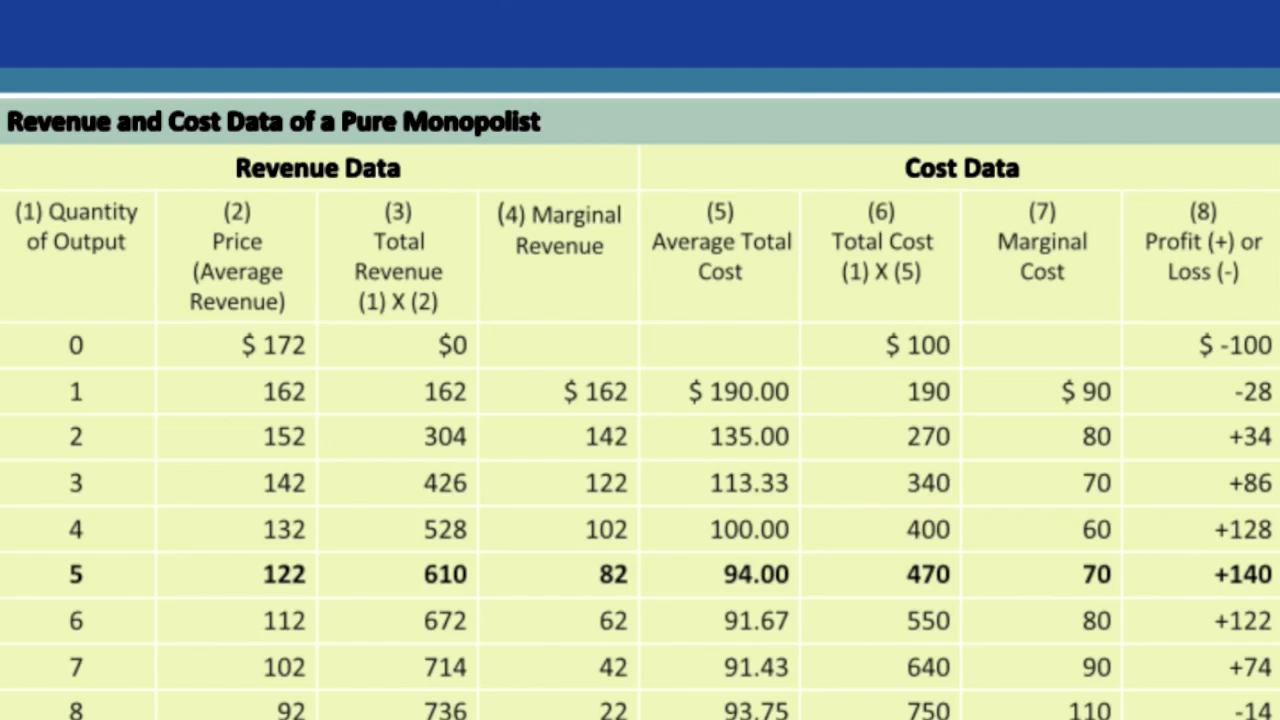 Revenue and Cost Data of a Pure Monopolist
Revenue Data Cost Data
(1) Quantity (2) (3) (4) Marginal (5) (6) (7) (8)
of Output Price Total Revenue Average Total Total Cost Marginal Profit (+) or
(Average Revenue Cost (1) X (5) Cost Loss (-)
Revenue) (1) X (2)
0 $ 172 $0 $ 100 $ -100
1 162 162 $ 162 $ 190.00 190 $ 90 -28
2 152 304 142 135.00 270 80 +34
3 142 426 122 113.33 340 70 +86
4 132 528 102 100.00 400 60 +128
5 122 610 82 94.00 470 70 +140
6 112 672 62 91.67 550 80 +122
7 102 714 42 91.43 640 90 +74
8 92 736 22 93.75 750 110 -14